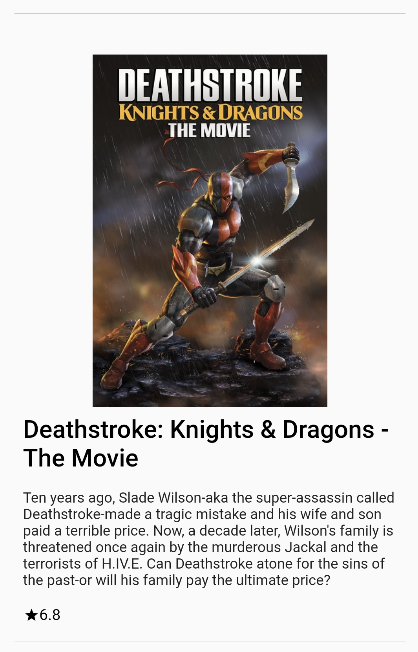 DEATHSTROKE
KNIGHTS & DRAGONS
THE MOVIE
Deathstroke: Knights & Dragons -
The Movie
Ten years ago, Slade Wilson-aka the super-assassin called
Deathstroke-made a tragic mistake and his wife and son
paid a terrible price. Now, a decade later, Wilson's family is
threatened once again by the murderous Jackal and the
terrorists of H.IV.E. Can Deathstroke atone for the sins of
the past-or will his family pay the ultimate price?
★6.8